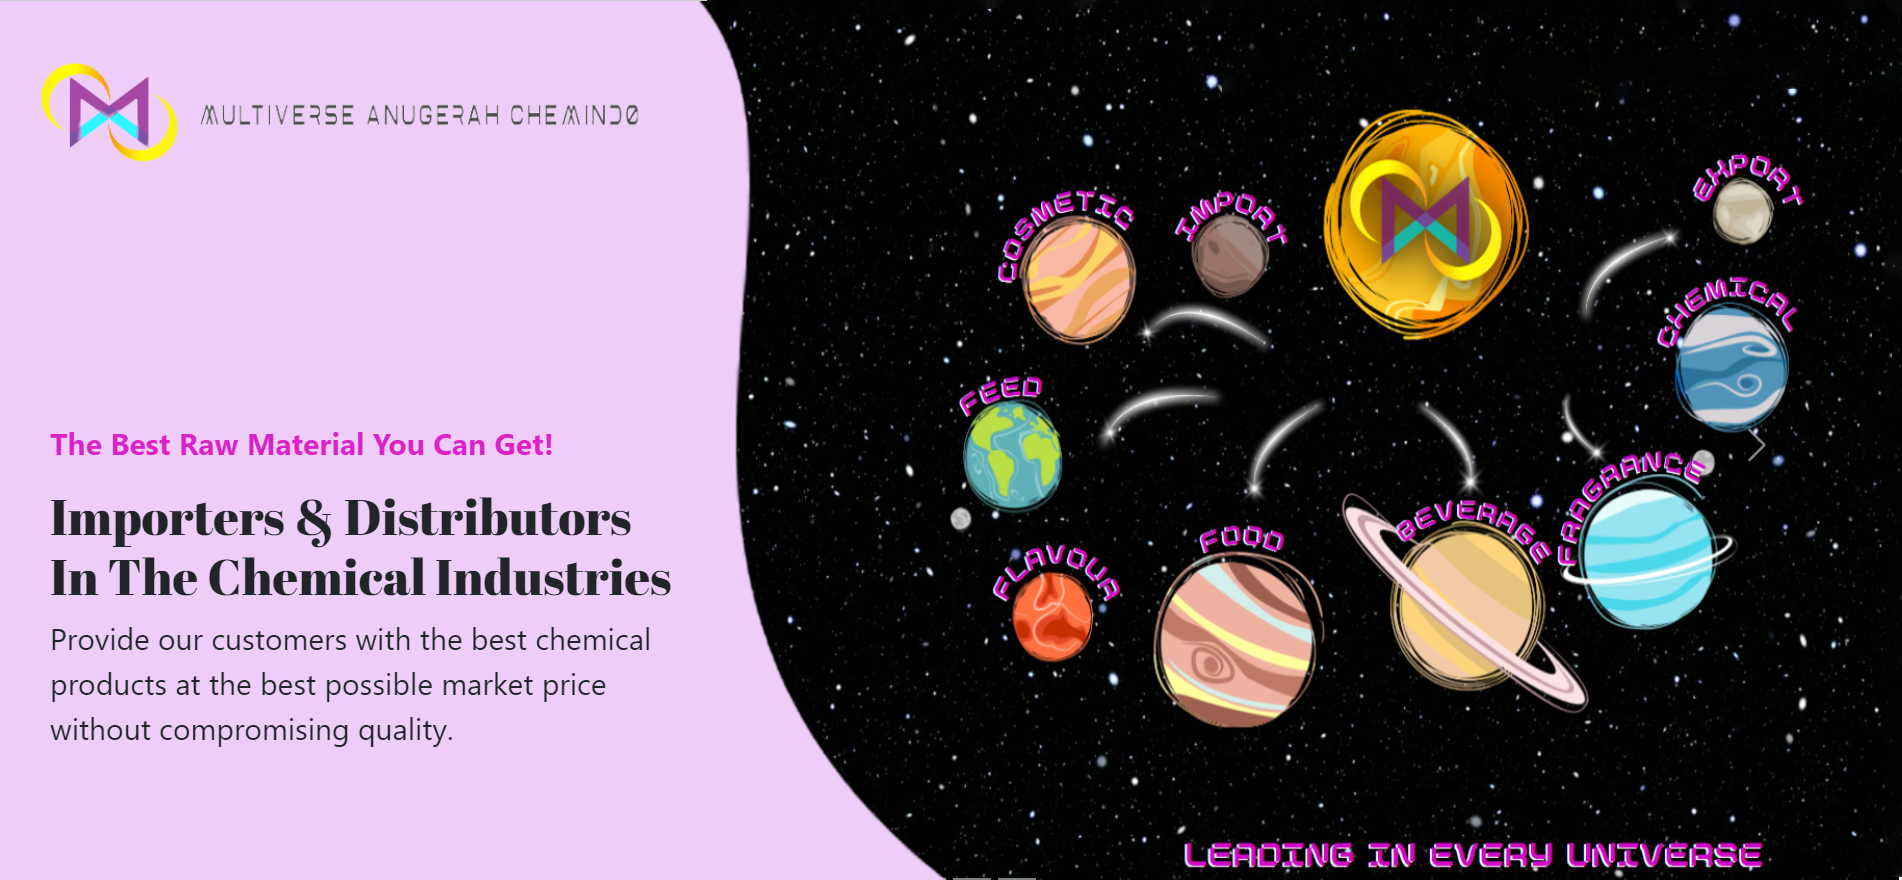 MULTIVERSE ANUGERAH CHEMINDO
The Best Raw Material You Can Get!
Importers & Distributors
In The Chemical Industries
Provide our customers with the best chemical
products at the best possible market price
without compromising quality.
COSMETIC
IMPORT
EXPORT
CHEMICAL
FEED
FRAGRANCE
BEVERAGE
FOOD
FLAVOUR
LEADING IN EVERY UNIVERSE